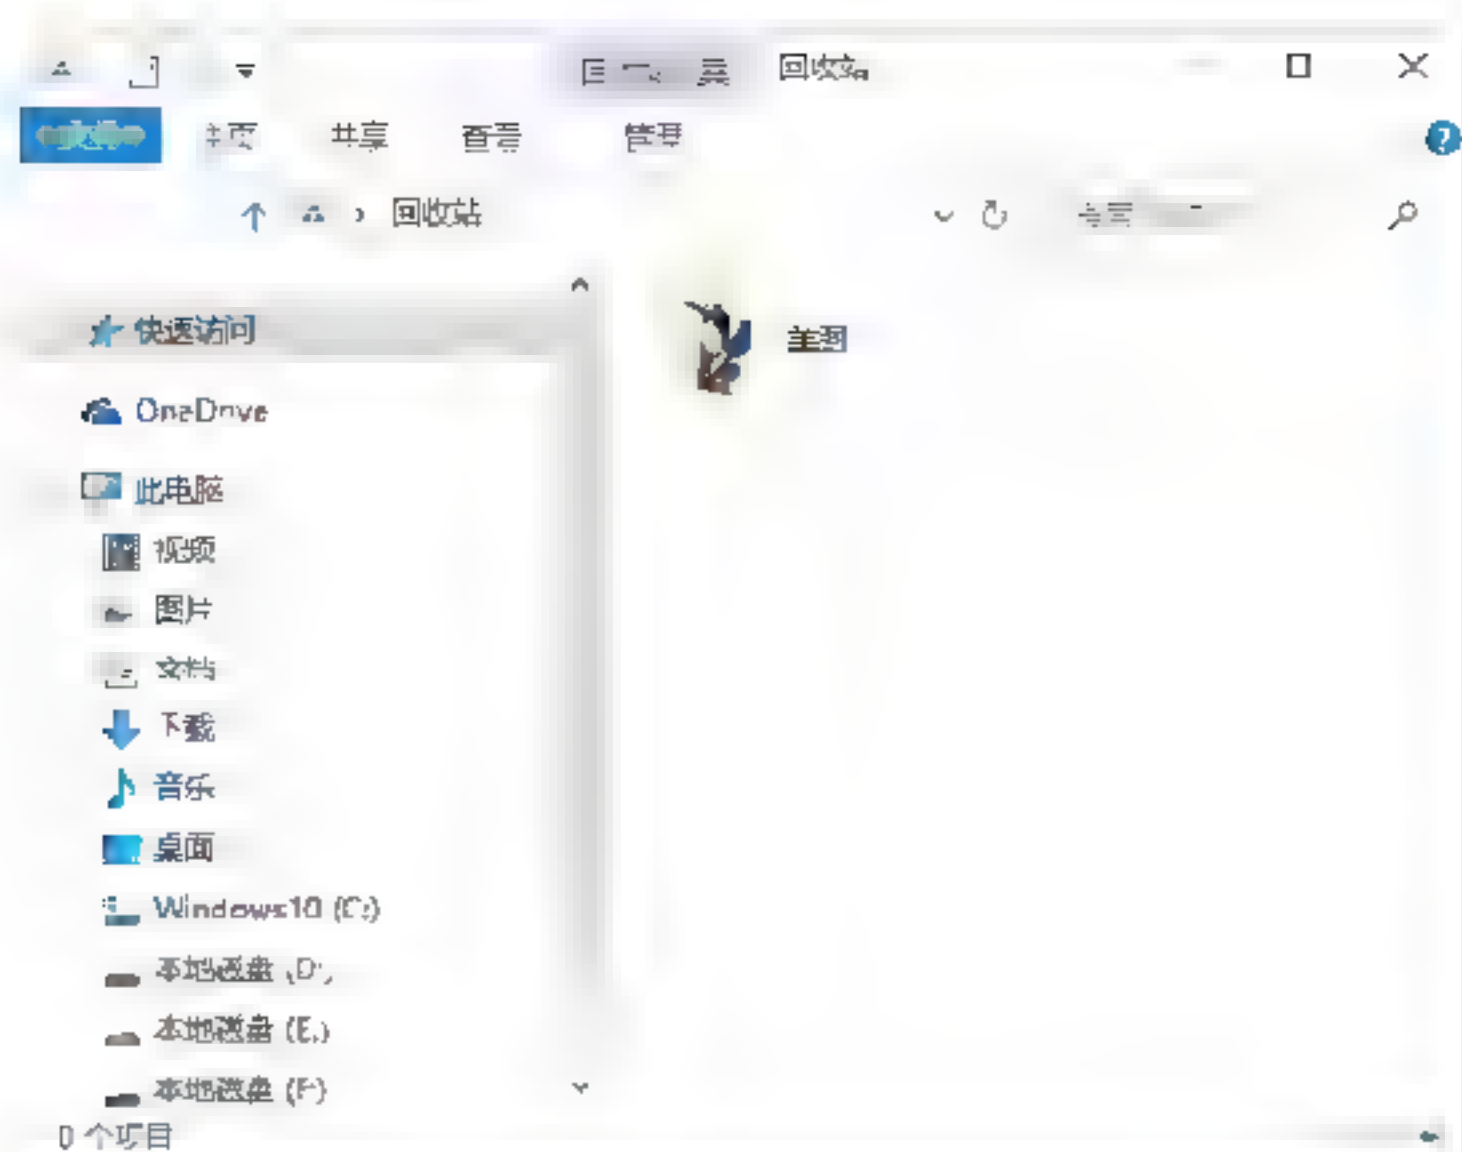 回收站
主页 共享 查看 管理
回收站
快速访问
OneDrive
此电脑
视频
图片
文档
下载
音乐
桌面
Windows10 (C:)
本地磁盘 (D:)
本地磁盘 (E:)
本地磁盘 (F:)
0 个项目